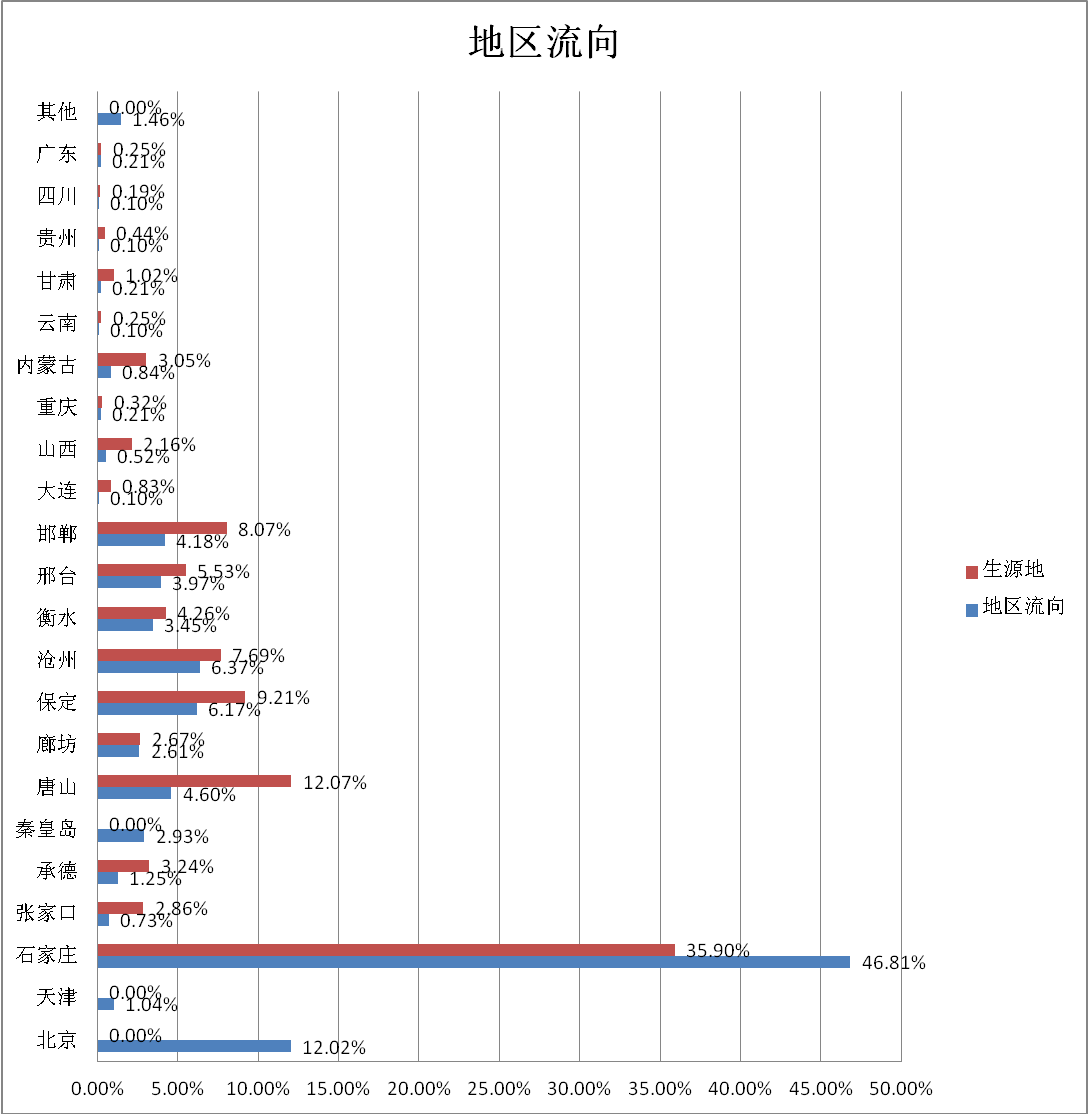 地区流向
其他
0.00%
1.46%
广东
0.25%
0.21%
四川
0.19%
0.10%
贵州
0.44%
0.10%
甘肃
1.02%
0.21%
云南
0.25%
0.10%
内蒙古
3.05%
0.84%
重庆
0.32%
0.21%
山西
2.16%
0.52%
大连
0.83%
0.10%
邯郸
8.07%
4.18%
邢台
5.53%
3.97%
衡水
4.26%
3.45%
沧州
7.69%
6.37%
保定
9.21%
6.17%
廊坊
2.67%
2.61%
唐山
12.07%
4.60%
秦皇岛
0.00%
2.93%
承德
3.24%
1.25%
张家口
2.86%
0.73%
石家庄
35.90%
46.81%
天津
0.00%
1.04%
北京
0.00%
12.02%
0.00% 5.00% 10.00% 15.00% 20.00% 25.00% 30.00% 35.00% 40.00% 45.00% 50.00%
生源地
地区流向